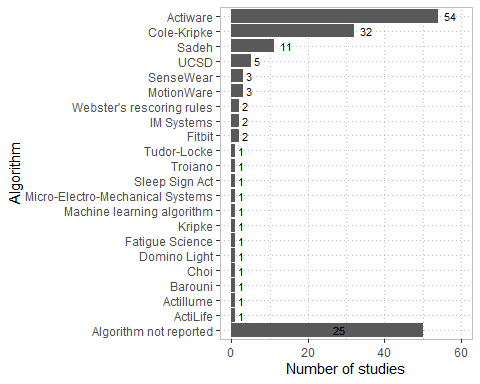 Actiware 54
Cole-Kripke 32
Sadeh 11
UCSD 5
SenseWear 3
MotionWare 3
Webster's rescoring rules 2
IM Systems 2
Fitbit 2
Tudor-Locke 1
Troiano 1
Sleep Sign Act 1
Micro-Electro-Mechanical Systems 1
Machine learning algorithm 1
Kripke 1
Fatigue Science 1
Domino Light 1
Choi 1
Barouni 1
Actillume 1
ActiLife 1
Algorithm not reported 25
Algorithm
0 20 40 60
Number of studies